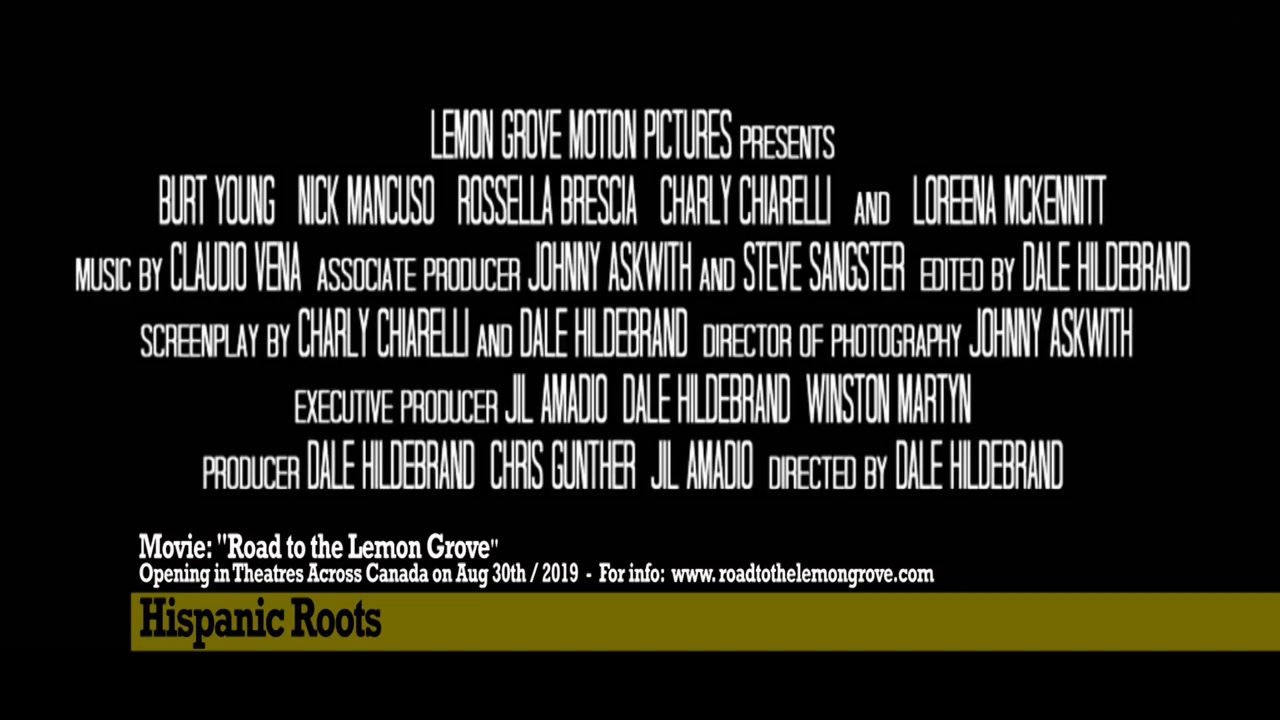 LEMON GROVE MOTION PICTURES PRESENTS
BURT YOUNG NICK MANCUSO ROSSELLA BRESCIA CHARLY CHIARELLI AND LOREENA MCKENNITT
MUSIC BY CLAUDIO VENA ASSOCIATE PRODUCER JOHNNY ASKWITH AND STEVE SANGSTER EDITED BY DALE HILDEBRAND
SCREENPLAY BY CHARLY CHIARELLI AND DALE HILDEBRAND DIRECTOR OF PHOTOGRAPHY JOHNNY ASKWITH
EXECUTIVE PRODUCER JIL AMADIO DALE HILDEBRAND WINSTON MARTYN
PRODUCER DALE HILDEBRAND CHRIS GUNTHER JIL AMADIO DIRECTED BY DALE HILDEBRAND
Movie: "Road to the Lemon Grove"
Opening in Theatres Across Canada on Aug 30th / 2019 - For info: www.roadtothelemongrove.com
Hispanic Roots